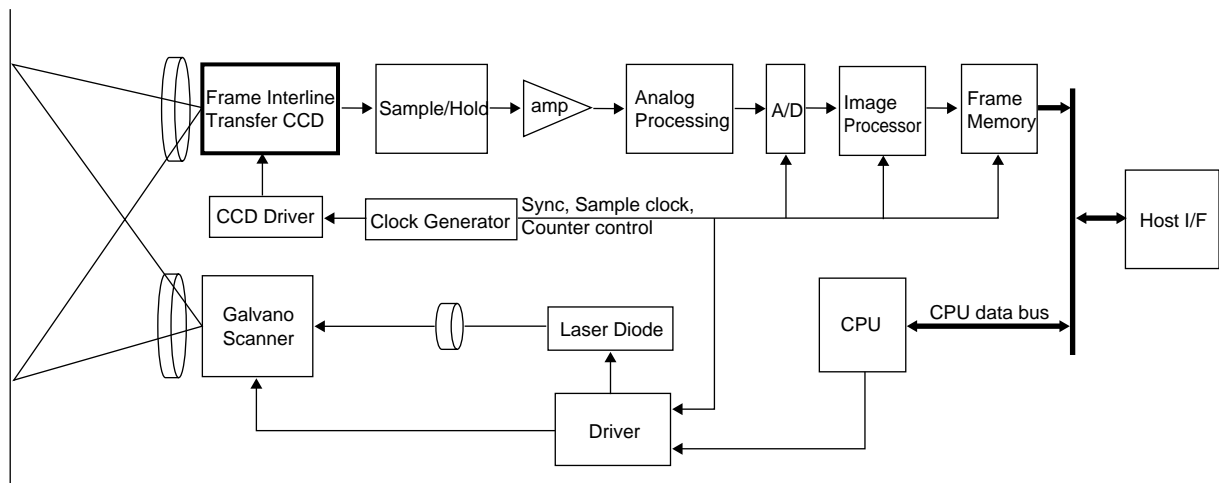 Frame Interline
Transfer CCD
Sample/Hold
amp
Analog
Processing
A/D
Image
Processor
Frame
Memory
CCD Driver
Clock Generator
Sync, Sample clock,
Counter control
Host I/F
Galvano
Scanner
Laser Diode
CPU
CPU data bus
Driver